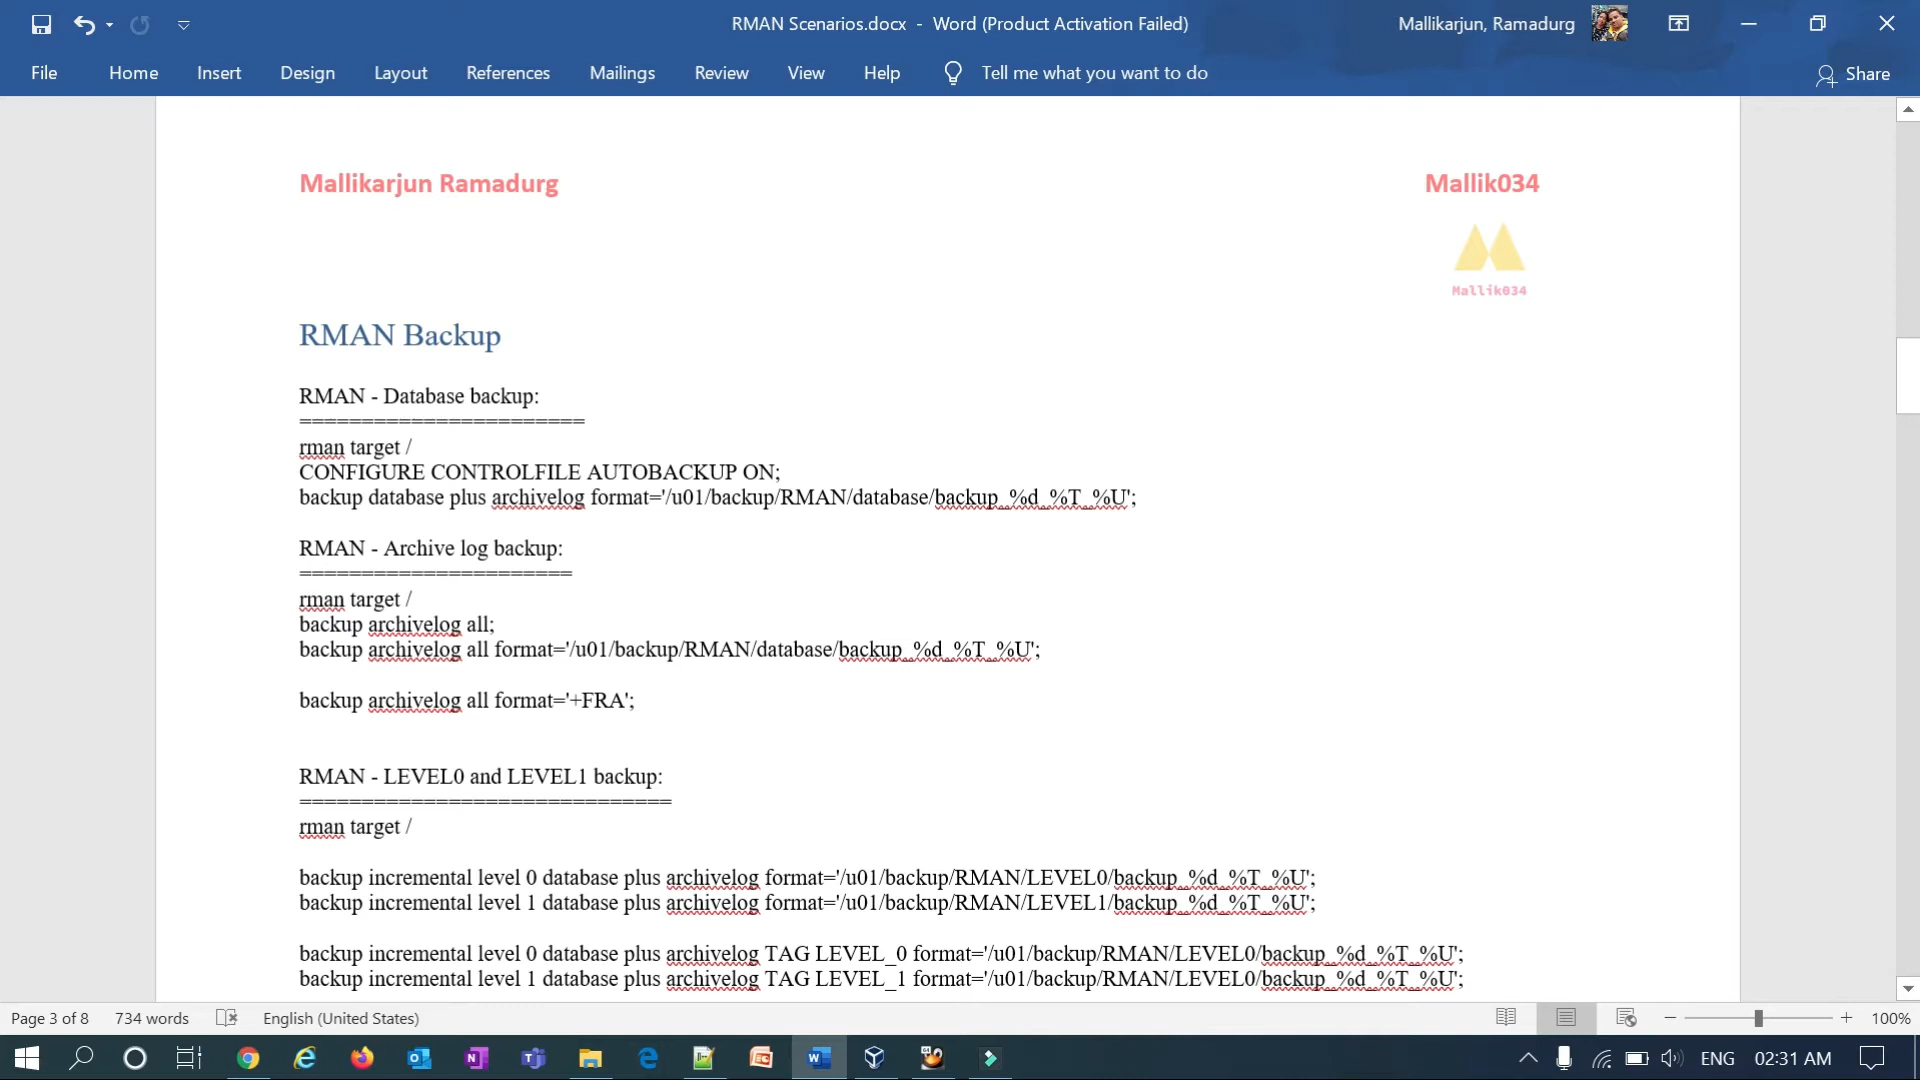 RMAN Scenarios.docx - Word (Product Activation Failed)
Mallikarjun, Ramadurg
File Home Insert Design Layout References Mailings Review View Help Tell me what you want to do Share
Mallikarjun Ramadurg
Mallik034
Mallik034
RMAN Backup
RMAN - Database backup:
=======================
rman target /
CONFIGURE CONTROLFILE AUTOBACKUP ON;
backup database plus archivelog format='/u01/backup/RMAN/database/backup_%d_%T_%U';
RMAN - Archive log backup:
======================
rman target /
backup archivelog all;
backup archivelog all format='/u01/backup/RMAN/database/backup_%d_%T_%U';
backup archivelog all format='+FRA';
RMAN - LEVEL0 and LEVEL1 backup:
==============================
rman target /
backup incremental level 0 database plus archivelog format='/u01/backup/RMAN/LEVEL0/backup_%d_%T_%U';
backup incremental level 1 database plus archivelog format='/u01/backup/RMAN/LEVEL1/backup_%d_%T_%U';
backup incremental level 0 database plus archivelog TAG LEVEL_0 format='/u01/backup/RMAN/LEVEL0/backup_%d_%T_%U';
backup incremental level 1 database plus archivelog TAG LEVEL_1 format='/u01/backup/RMAN/LEVEL0/backup_%d_%T_%U';
Page 3 of 8 734 words English (United States) 100%
ENG 02:31 AM